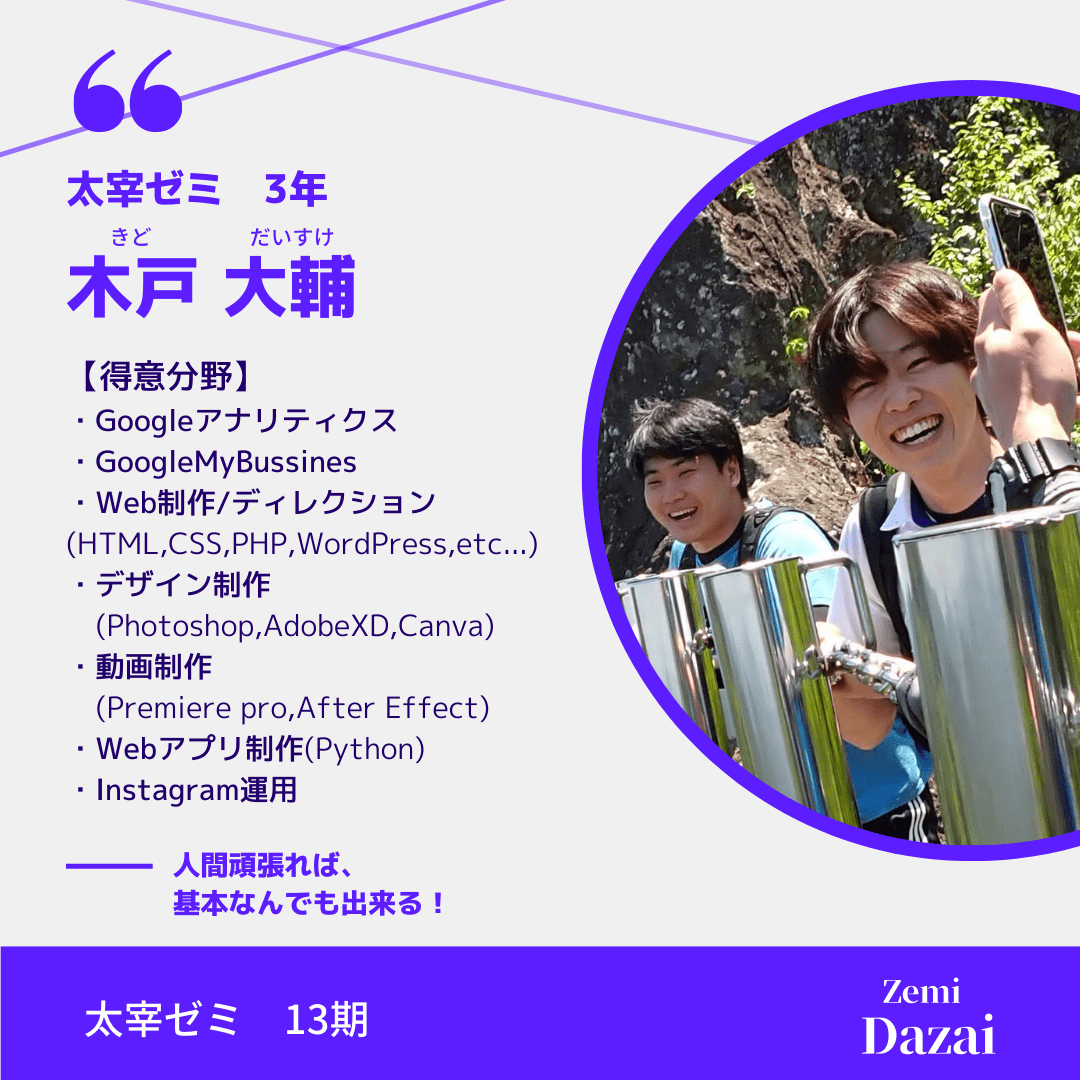 太宰ゼミ　3年
きど　だいすけ
木戸 大輔
【得意分野】
・Googleアナリティクス
・GoogleMyBussines
・Web制作/ディレクション
(HTML,CSS,PHP,WordPress,etc...)
・デザイン制作
(Photoshop,AdobeXD,Canva)
・動画制作
(Premiere pro,After Effect)
・Webアプリ制作(Python)
・Instagram運用
人間頑張れば、
基本なんでも出来る！
太宰ゼミ　13期
Zemi
Dazai